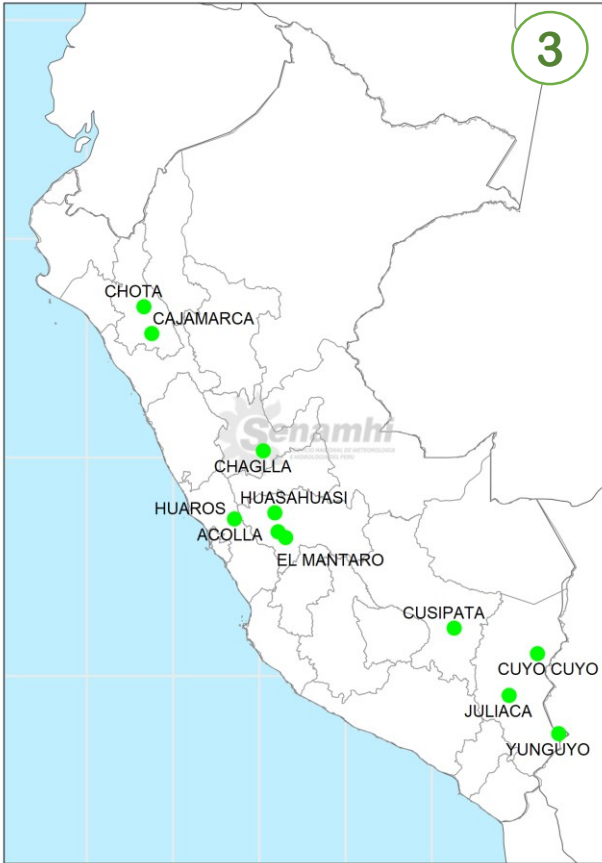 3
CHOTA
CAJAMARCA
Senamhi
CHAGLLA
HUASAHUASI
HUAROS
ACOLLA
EL MANTARO
CUSIPATA
CUYO CUYO
JULIACA
YUNGUYO